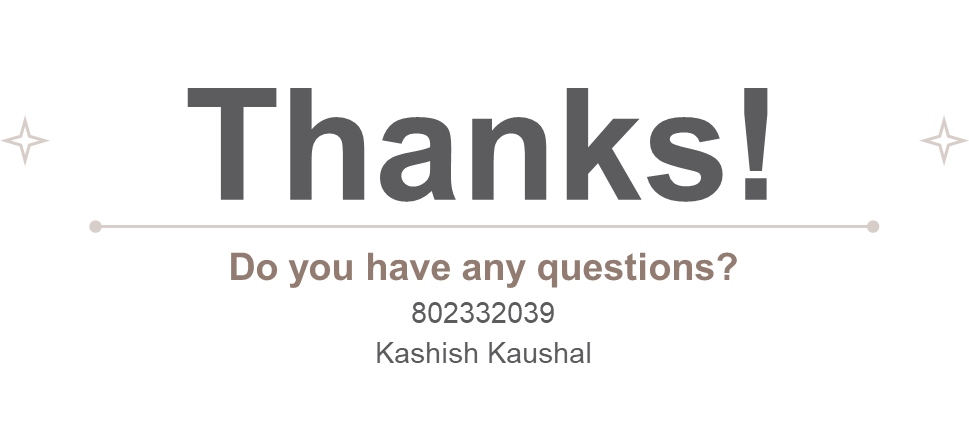 Thanks!
Do you have any questions?
802332039
Kashish Kaushal